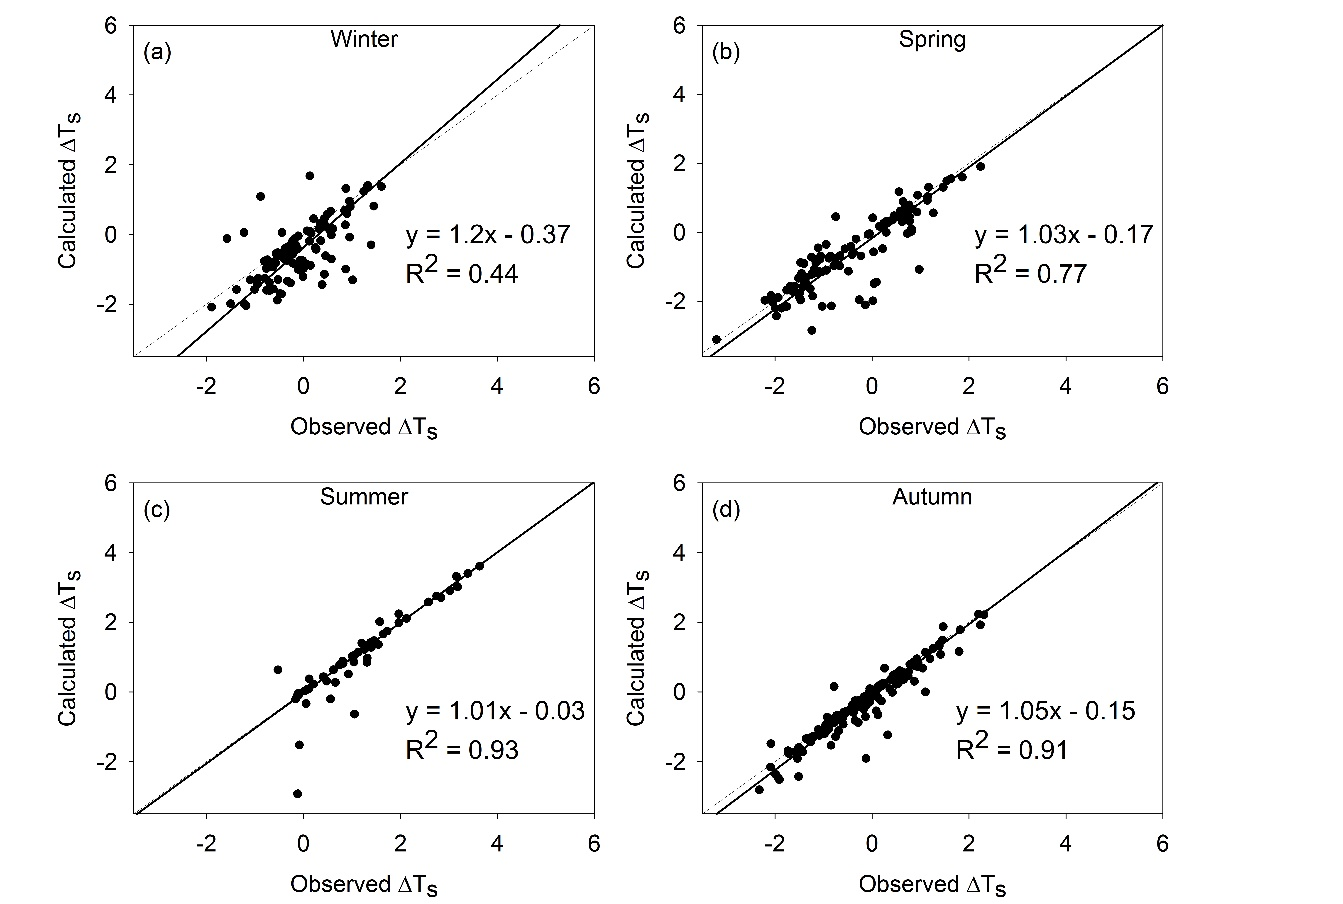 (a) Winter
6
4
2
0
-2
Calculated ΔTs
y = 1.2x - 0.37
R² = 0.44
-2 0 2 4 6
Observed ΔTs
(b) Spring
6
4
2
0
-2
Calculated ΔTs
y = 1.03x - 0.17
R² = 0.77
-2 0 2 4 6
Observed ΔTs
(c) Summer
6
4
2
0
-2
Calculated ΔTs
y = 1.01x - 0.03
R² = 0.93
-2 0 2 4 6
Observed ΔTs
(d) Autumn
6
4
2
0
-2
Calculated ΔTs
y = 1.05x - 0.15
R² = 0.91
-2 0 2 4 6
Observed ΔTs